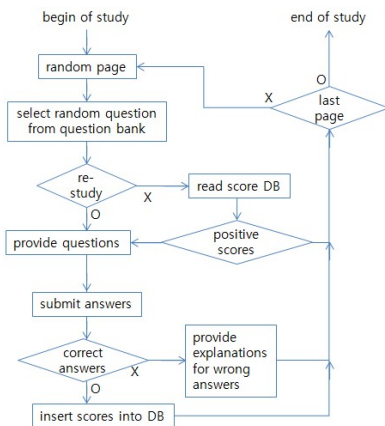 begin of study
end of study
random page
O
X
last
page
select random question
from question bank
re-
study
X
read score DB
O
provide questions
positive
scores
submit answers
correct
answers
X
provide
explanations
for wrong
answers
O
insert scores into DB